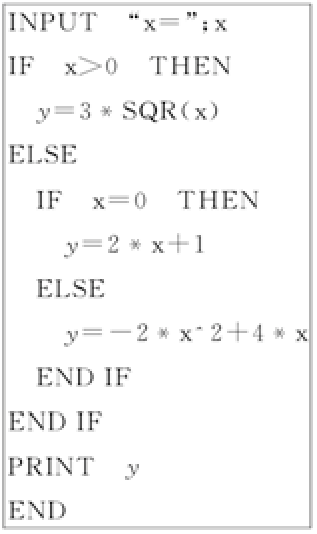 INPUT “x=”;x
IF x>0 THEN
y=3 * SQR(x)
ELSE
IF x=0 THEN
y=2 * x+1
ELSE
y=-2 * xˆ2+4 * x
END IF
END IF
PRINT y
END